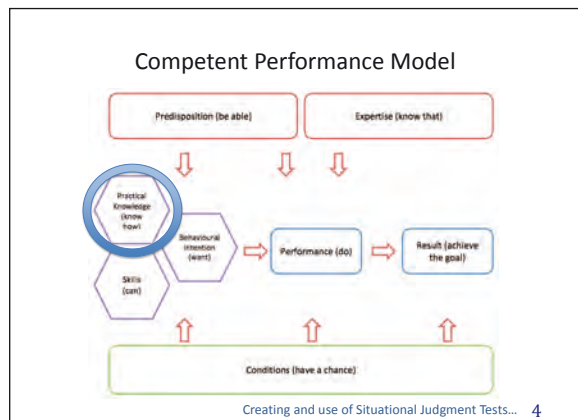 Competent Performance Model
Predisposition (be able)
Expertise (know that)
Practical
Knowledge
(know
how)
Behavioural
Intention
(want)
Skills
(can)
Performance (do)
Result (achieve
the goal)
Conditions (have a chance)
Creating and use of Situational Judgment Tests... 4